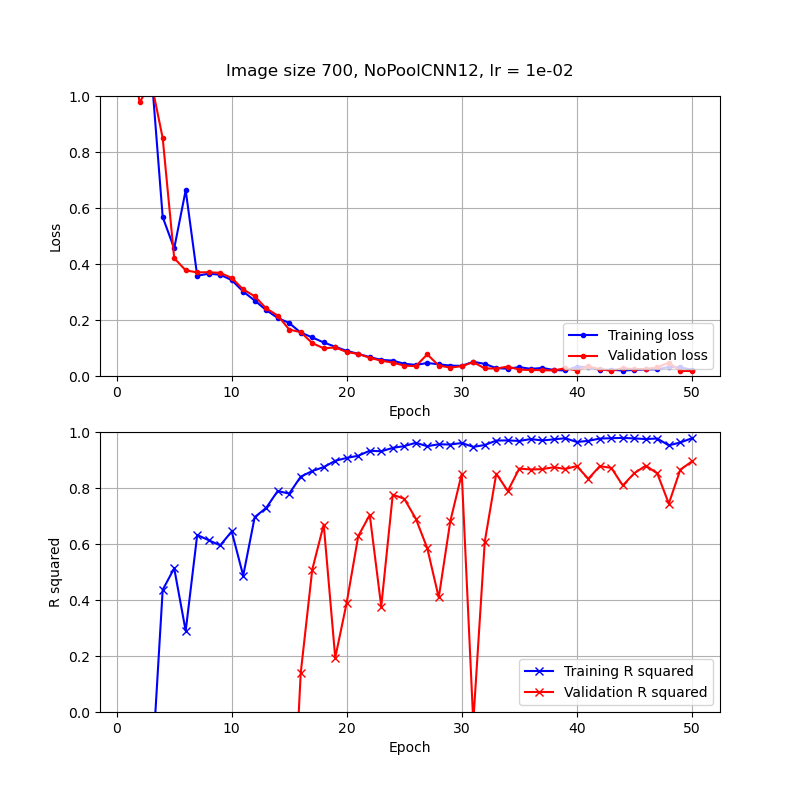 Image size 700, NoPoolCNN12, lr = 1e-02
1.0
0.8
0.6
0.4
0.2
0.0
Loss
Training loss
Validation loss
0 10 20 30 40 50
Epoch
1.0
0.8
0.6
0.4
0.2
0.0
R squared
Training R squared
Validation R squared
0 10 20 30 40 50
Epoch